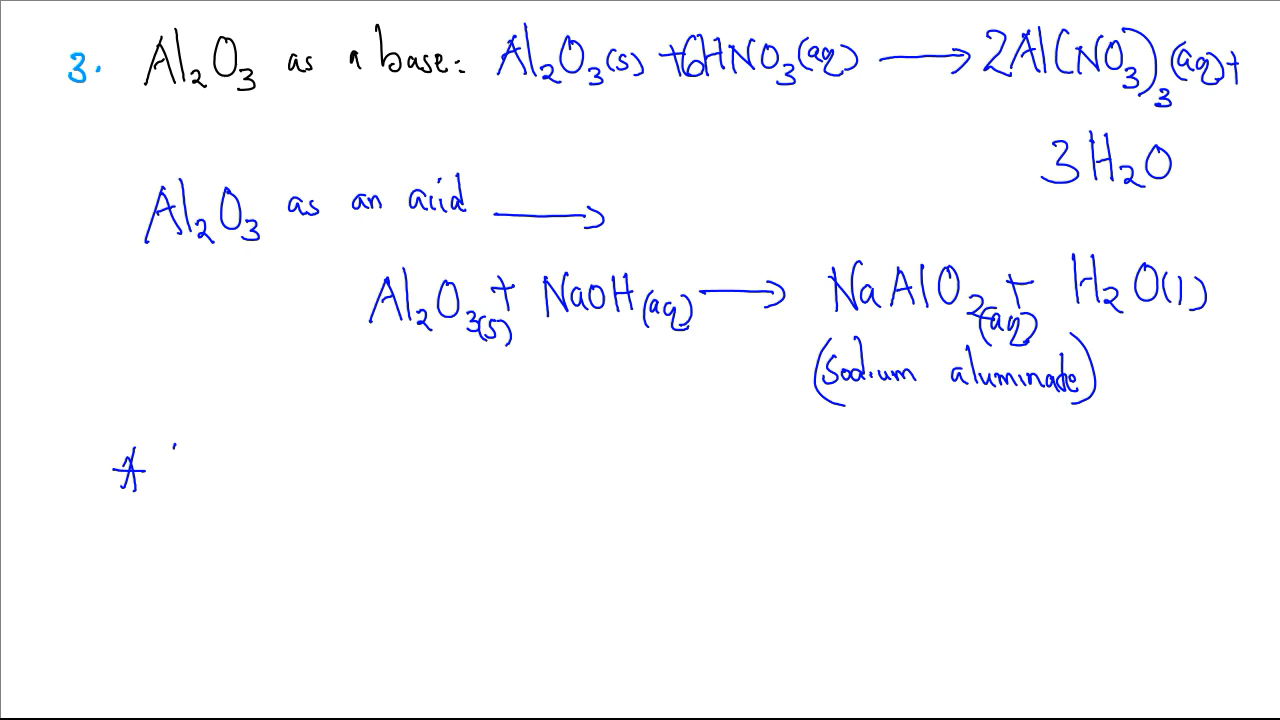 3. Al₂O₃ as a base: Al₂O₃(s) + 6HNO₃(aq) ⟶ 2Al(NO₃)₃(aq) +
3H₂O
Al₂O₃ as an acid ⟶
Al₂O₃(s) + NaOH(aq) ⟶ NaAlO₂(aq) + H₂O(l)
(Sodium aluminate)